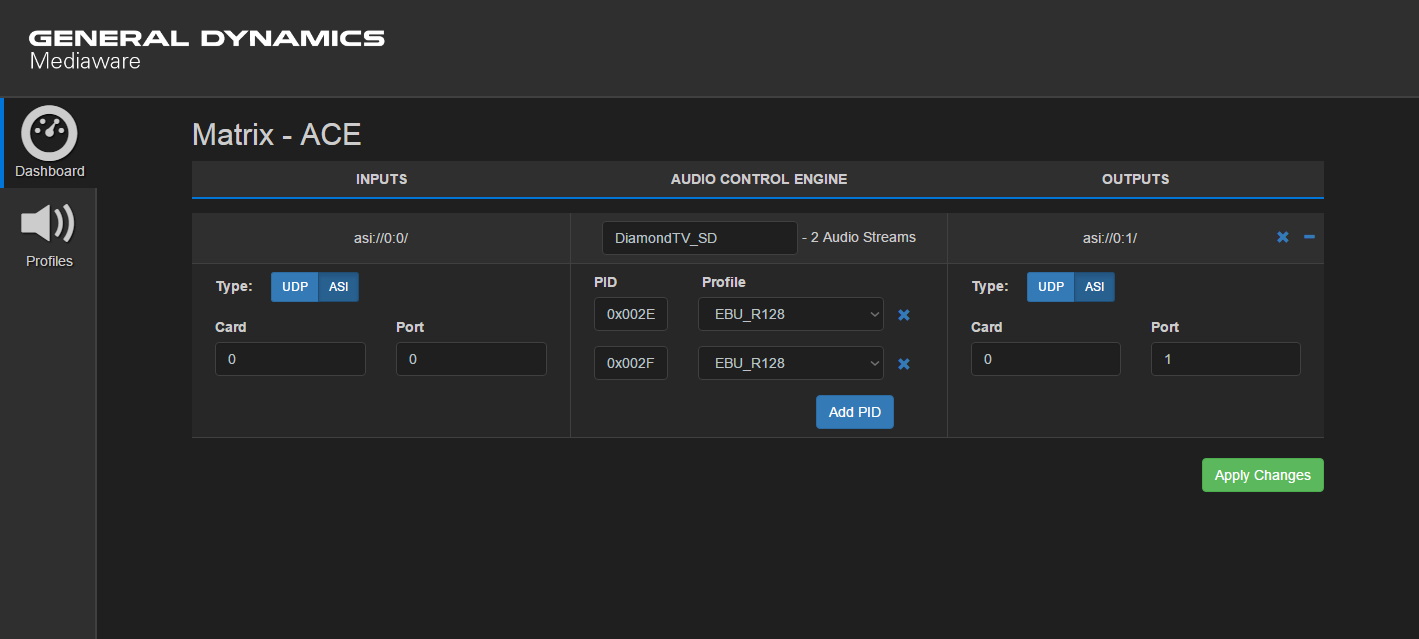 GENERAL DYNAMICS
Mediaware
Dashboard
Profiles
Matrix - ACE
INPUTS AUDIO CONTROL ENGINE OUTPUTS
asi://0:0/ DiamondTV_SD - 2 Audio Streams asi://0:1/
Type: UDP ASI PID Profile Type: UDP ASI
0x002E EBU_R128
Card Port Card Port
0 0 0x002F EBU_R128 0 1
Add PID
Apply Changes